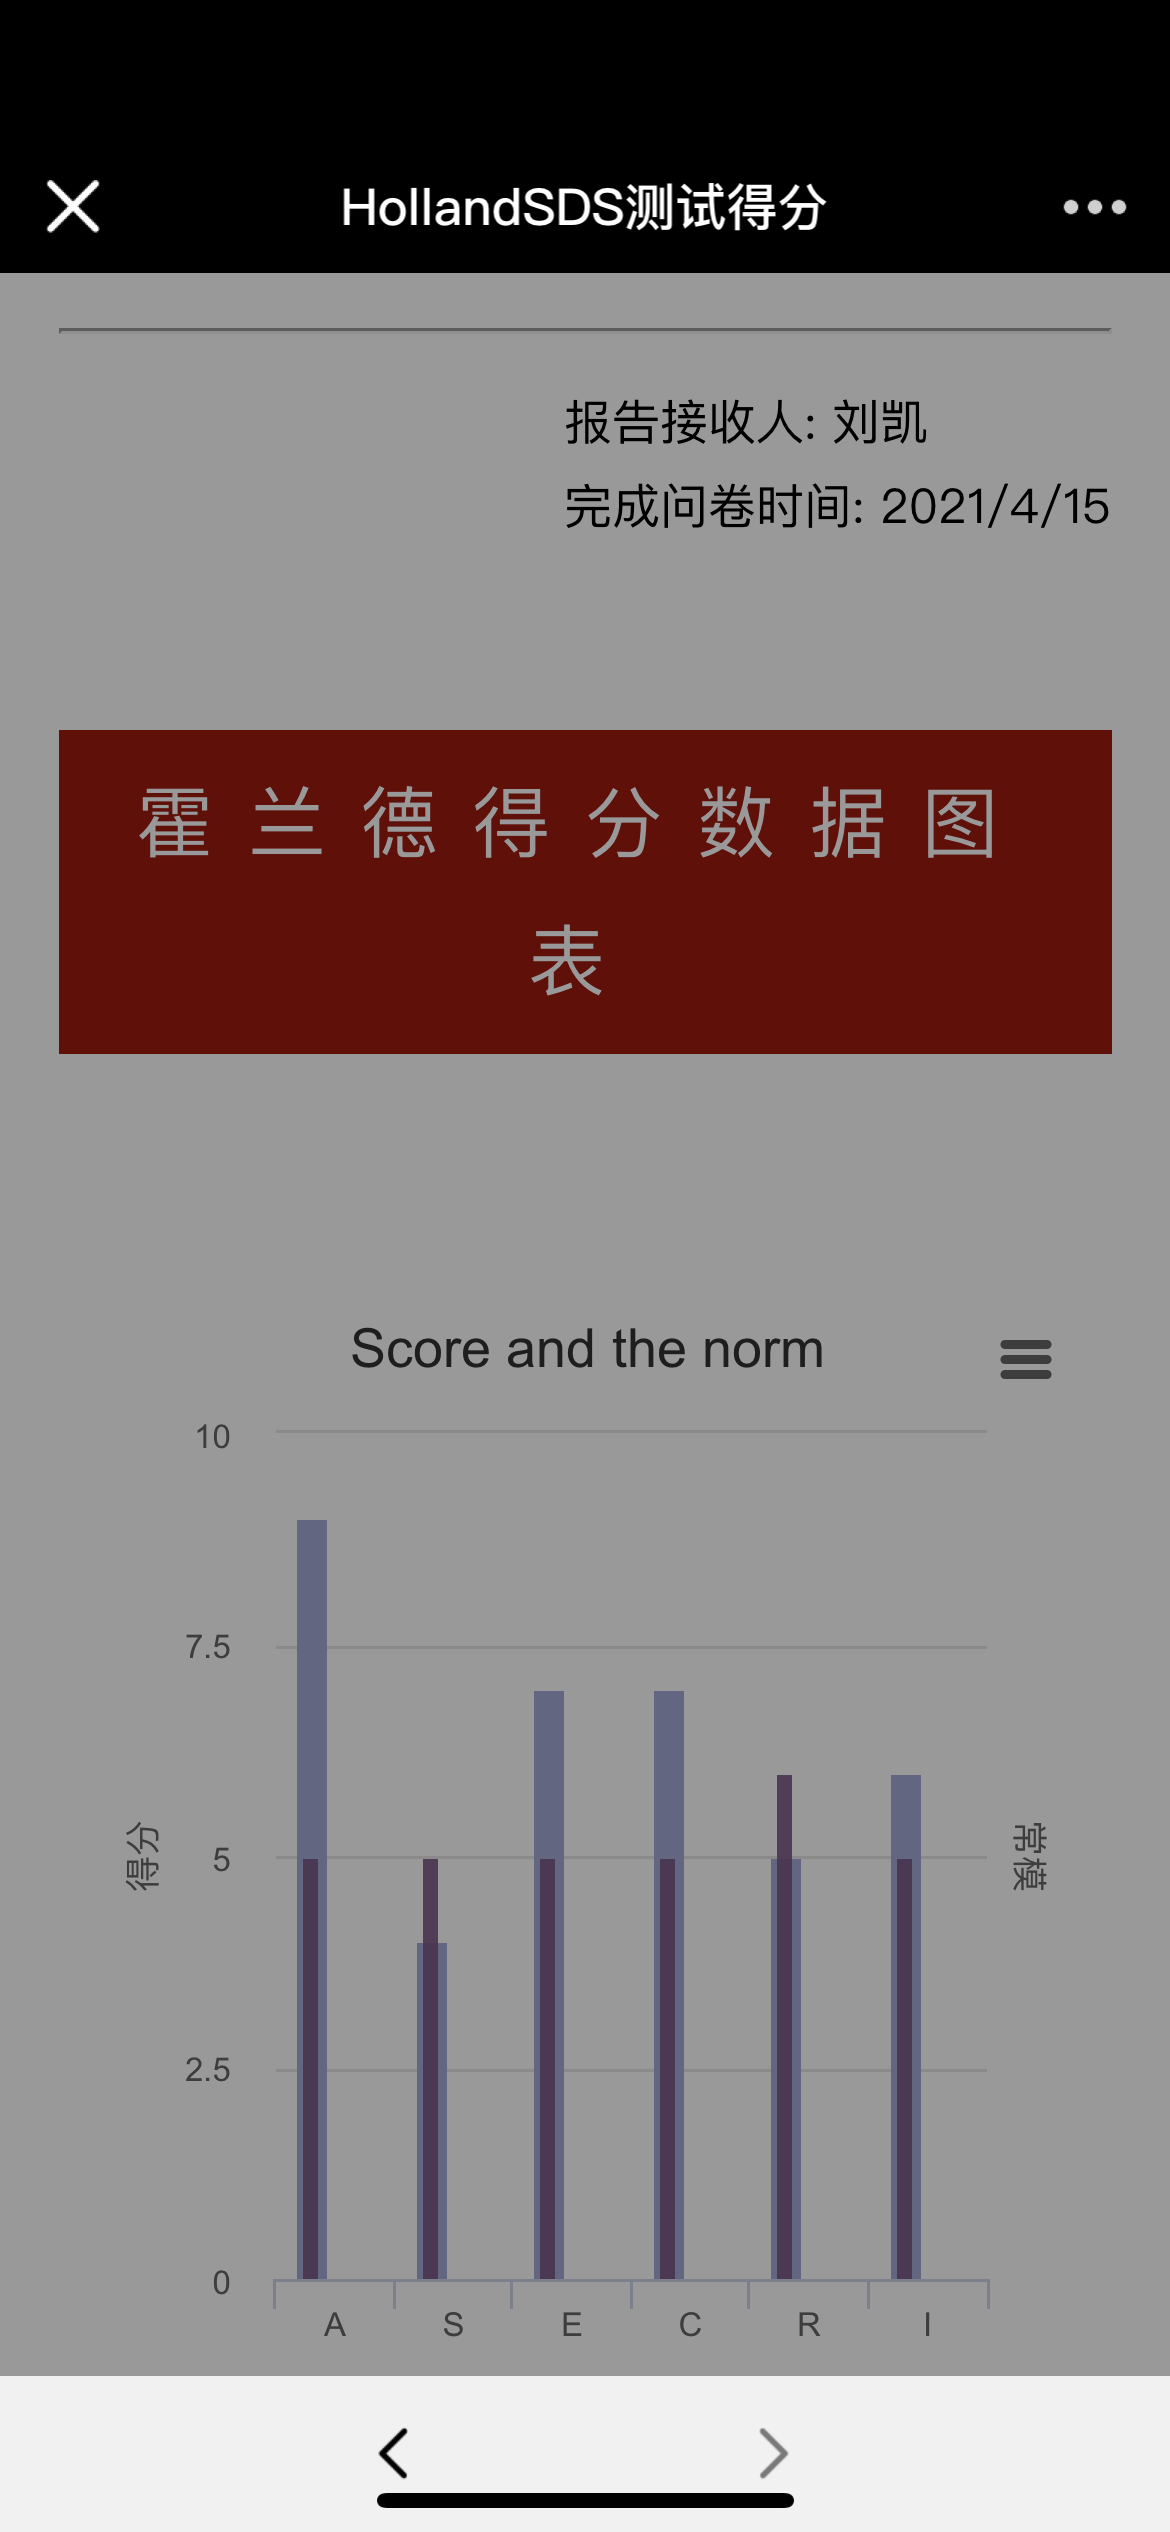 HollandSDS测试得分
报告接收人: 刘凯
完成问卷时间: 2021/4/15
霍兰德得分数据图
表
Score and the norm
10
7.5
5
2.5
0
得分
常模
A S E C R I